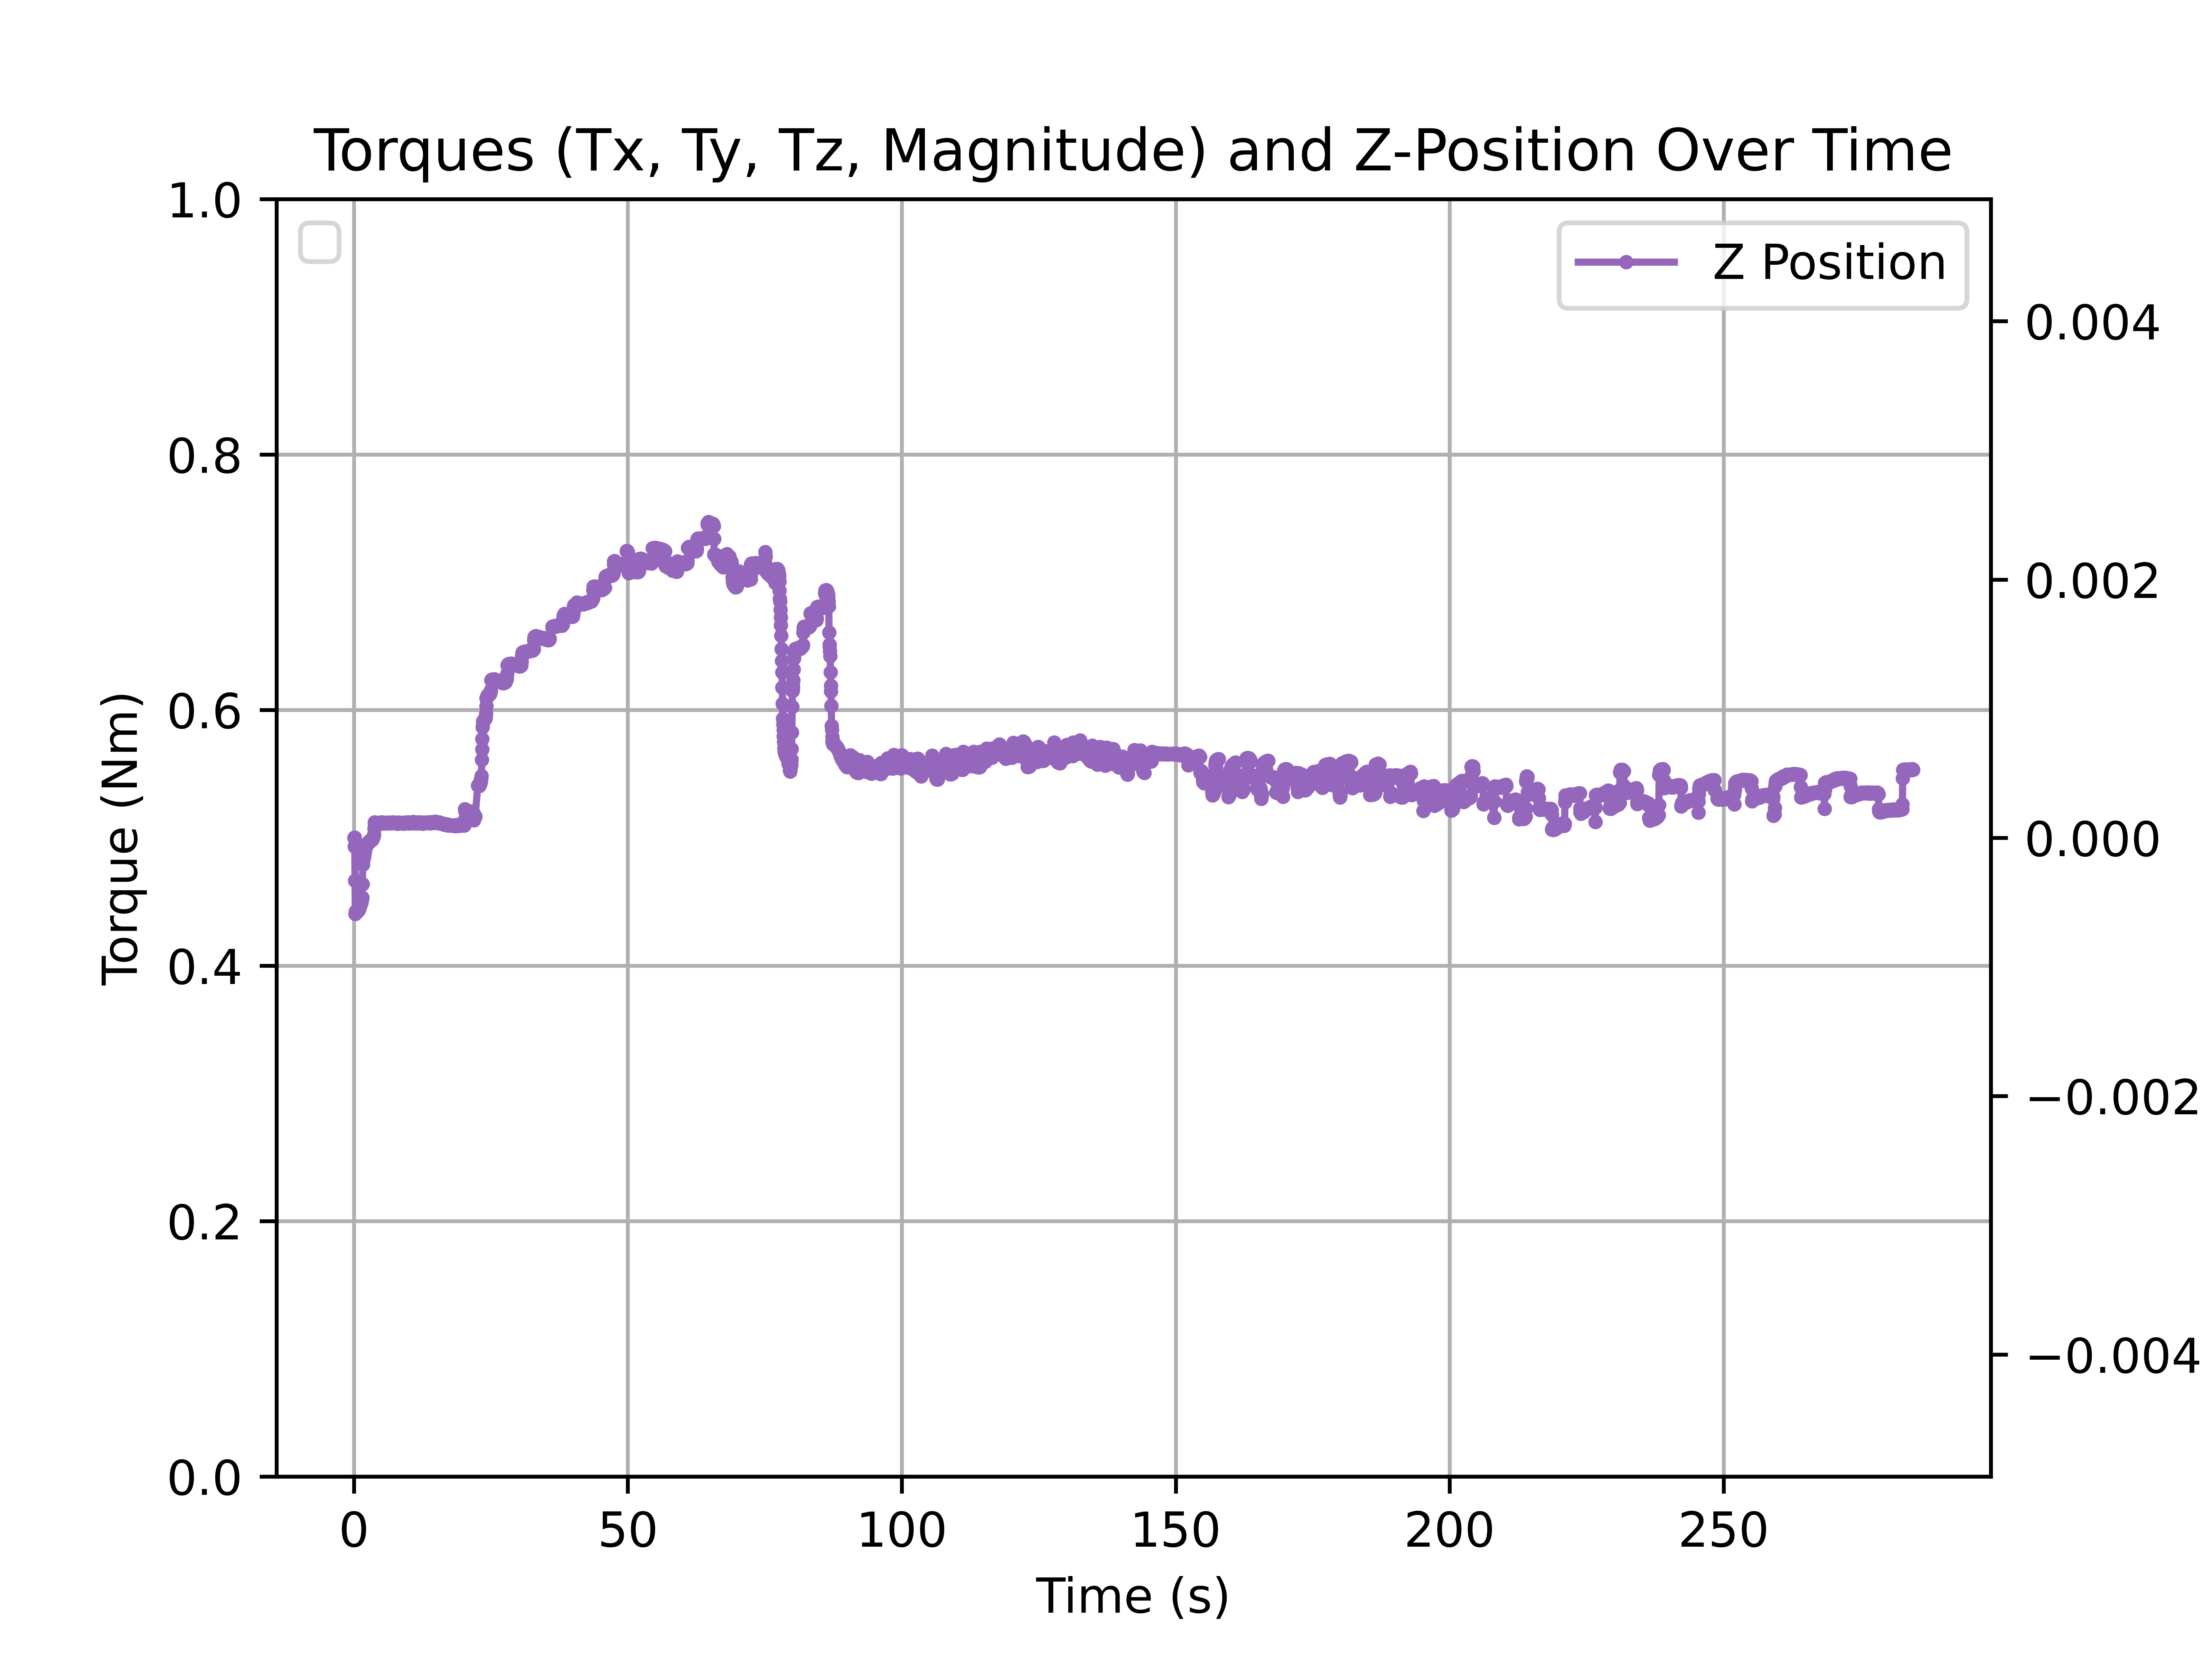 Torques (Tx, Ty, Tz, Magnitude) and Z-Position Over Time
Z Position
1.0
0.8
0.6
0.4
0.2
0.0
Torque (Nm)
0.004
0.002
0.000
−0.002
−0.004
0 50 100 150 200 250
Time (s)